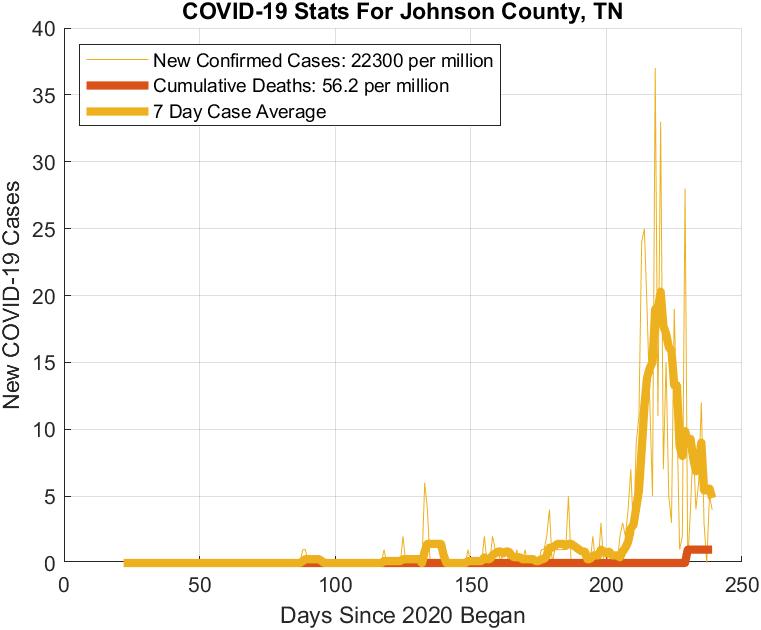 COVID-19 Stats For Johnson County, TN
New Confirmed Cases: 22300 per million
Cumulative Deaths: 56.2 per million
7 Day Case Average
New COVID-19 Cases
40
35
30
25
20
15
10
5
0
0 50 100 150 200 250
Days Since 2020 Began